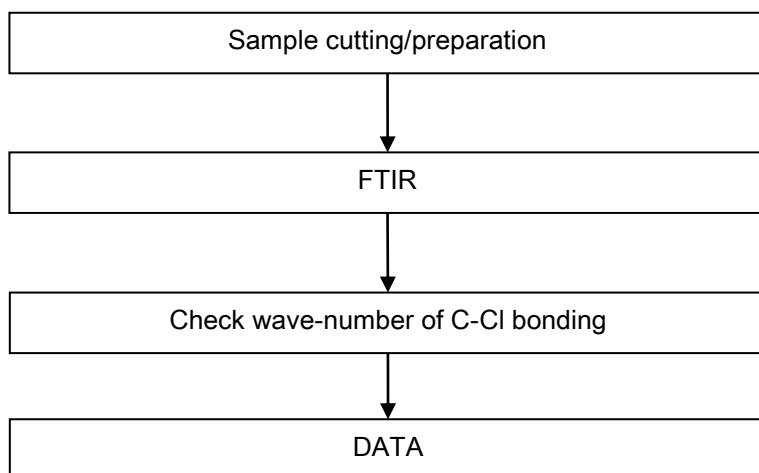 Sample cutting/preparation
FTIR
Check wave-number of C-Cl bonding
DATA